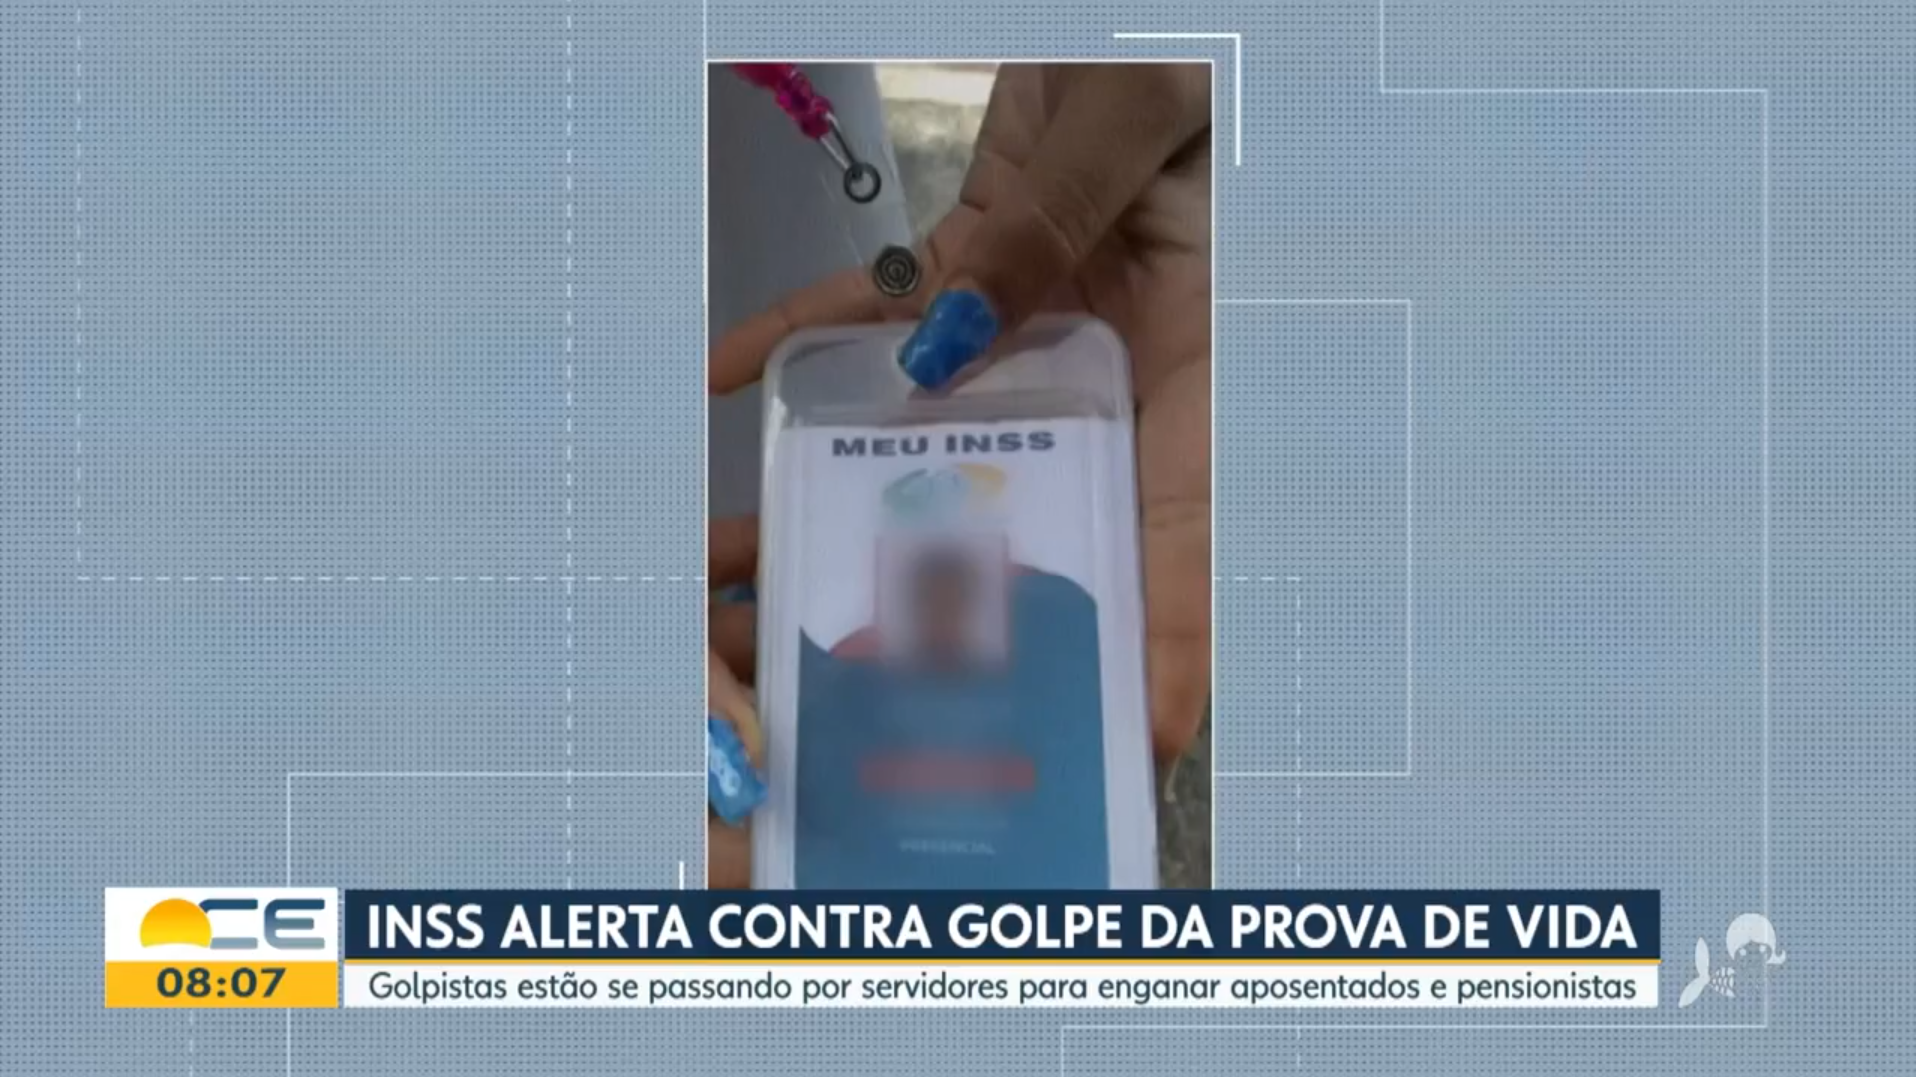 MEU INSS
PRESENCIAL
CE
08:07
INSS ALERTA CONTRA GOLPE DA PROVA DE VIDA
Golpistas estão se passando por servidores para enganar aposentados e pensionistas